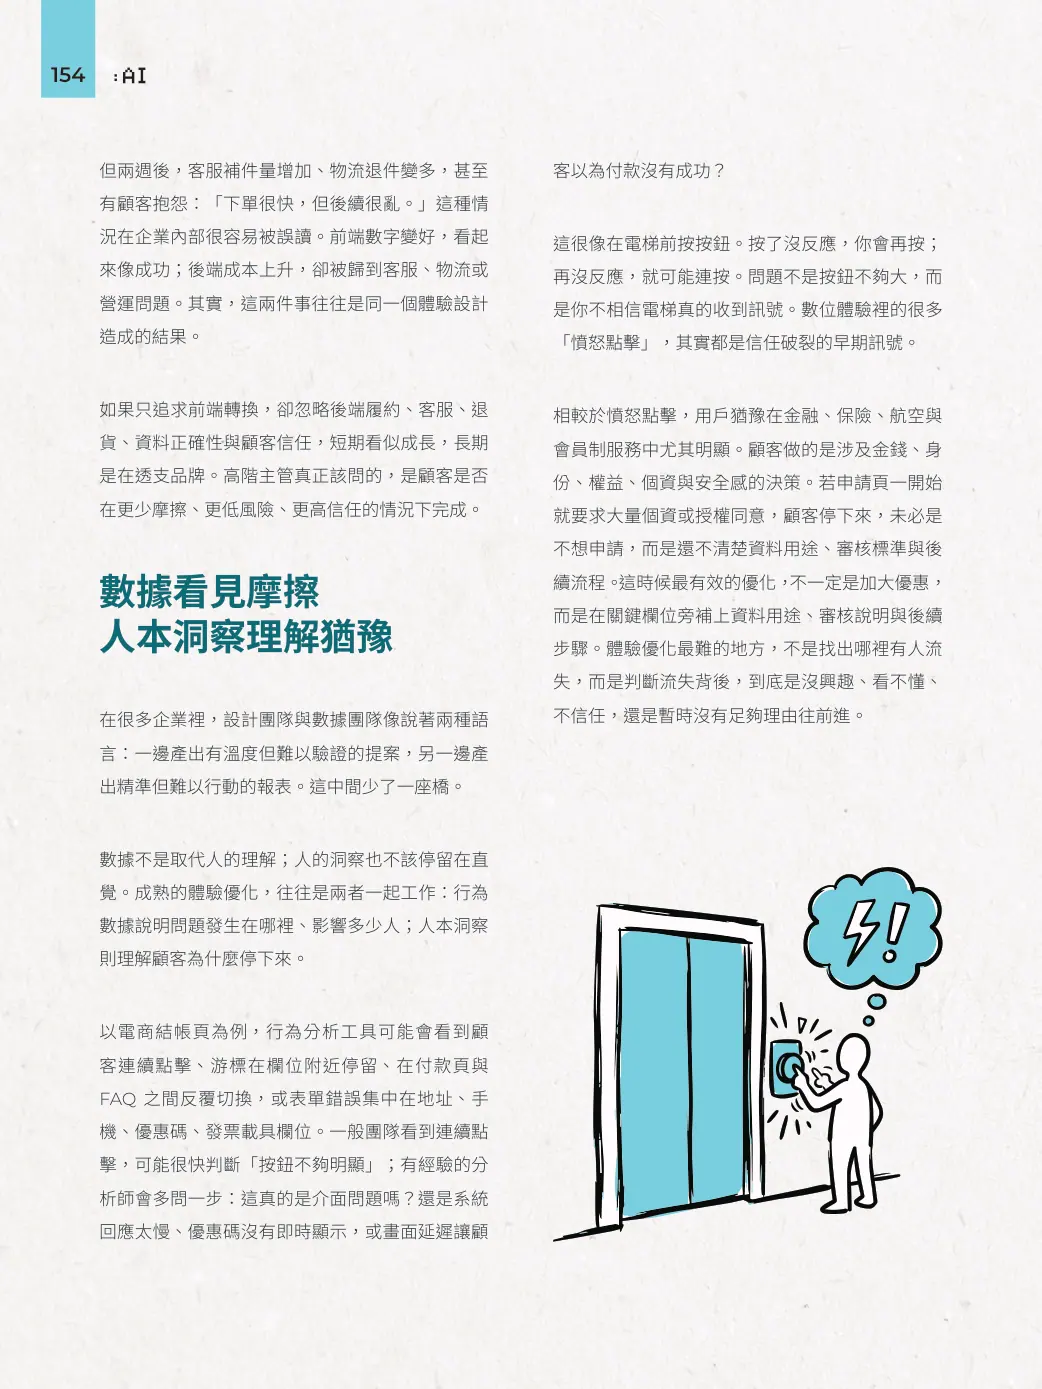 154
:AI
但兩週後，客服補件量增加、物流退件變多，甚至
有顧客抱怨：「下單很快，但後續很亂。」這種情
況在企業內部很容易被誤讀。前端數字變好，看起
來像成功；後端成本上升，卻被歸到客服、物流或
營運問題。其實，這兩件事往往是同一個體驗設計
造成的結果。
如果只追求前端轉換，卻忽略後端履約、客服、退
貨、資料正確性與顧客信任，短期看似成長，長期
是在透支品牌。高階主管真正該問的，是顧客是否
在更少摩擦、更低風險、更高信任的情況下完成。
數據看見摩擦
人本洞察理解猶豫
在很多企業裡，設計團隊與數據團隊像說著兩種語
言：一邊產出有溫度但難以驗證的提案，另一邊產
出精準但難以行動的報表。這中間少了一座橋。
數據不是取代人的理解；人的洞察也不該停留在直
覺。成熟的體驗優化，往往是兩者一起工作：行為
數據說明問題發生在哪裡、影響多少人；人本洞察
則理解顧客為什麼停下來。
以電商結帳頁為例，行為分析工具可能會看到顧
客連續點擊、游標在欄位附近停留、在付款頁與
FAQ 之間反覆切換，或表單錯誤集中在地址、手
機、優惠碼、發票載具欄位。一般團隊看到連續點
擊，可能很快判斷「按鈕不夠明顯」；有經驗的分
析師會多問一步：這真的是介面問題嗎？還是系統
回應太慢、優惠碼沒有即時顯示，或畫面延遲讓顧
客以為付款沒有成功？
這很像在電梯前按按鈕。按了沒反應，你會再按；
再沒反應，就可能連按。問題不是按鈕不夠大，而
是你不相信電梯真的收到訊號。數位體驗裡的很多
「憤怒點擊」，其實都是信任破裂的早期訊號。
相較於憤怒點擊，用戶猶豫在金融、保險、航空與
會員制服務中尤其明顯。顧客做的是涉及金錢、身
份、權益、個資與安全感的決策。若申請頁一開始
就要求大量個資或授權同意，顧客停下來，未必是
不想申請，而是還不清楚資料用途、審核標準與後
續流程。這時候最有效的優化，不一定是加大優惠，
而是在關鍵欄位旁補上資料用途、審核說明與後續
步驟。體驗優化最難的地方，不是找出哪裡有人流
失，而是判斷流失背後，到底是沒興趣、看不懂、
不信任，還是暫時沒有足夠理由往前進。